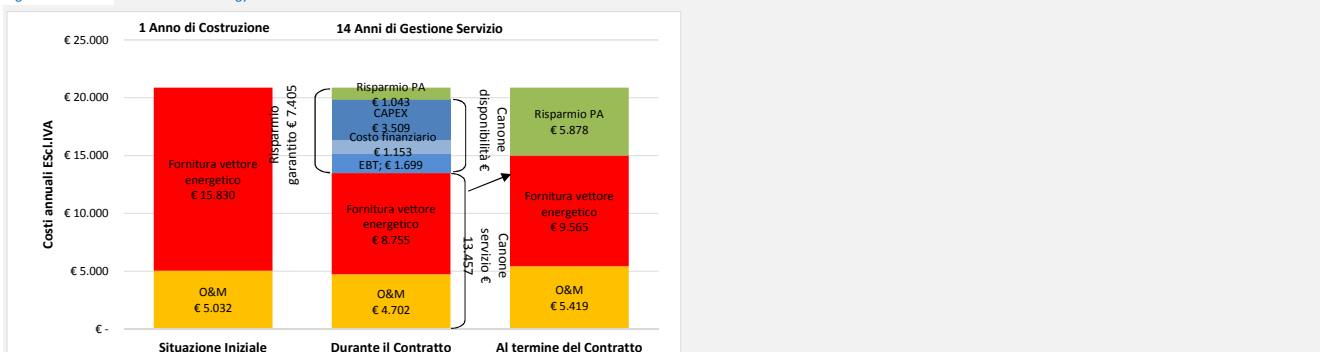 1 Anno di Costruzione
14 Anni di Gestione Servizio
Costi annuali EScl.IVA
€ 25.000
€ 20.000
€ 15.000
€ 10.000
€ 5.000
€ -
Fornitura vettore
energetico
€ 15.830
O&M
€ 5.032
Risparmio
garantito € 7.405
Risparmio PA
€ 1.043
CAPEX
€ 3.509
Costo finanziario
€ 1.153
EBT; € 1.699
Fornitura vettore
energetico
€ 8.755
O&M
€ 4.702
Canone
disponibilità €
Canone
servizio €
13.457
Risparmio PA
€ 5.878
Fornitura vettore
energetico
€ 9.565
O&M
€ 5.419
Situazione Iniziale
Durante il Contratto
Al termine del Contratto